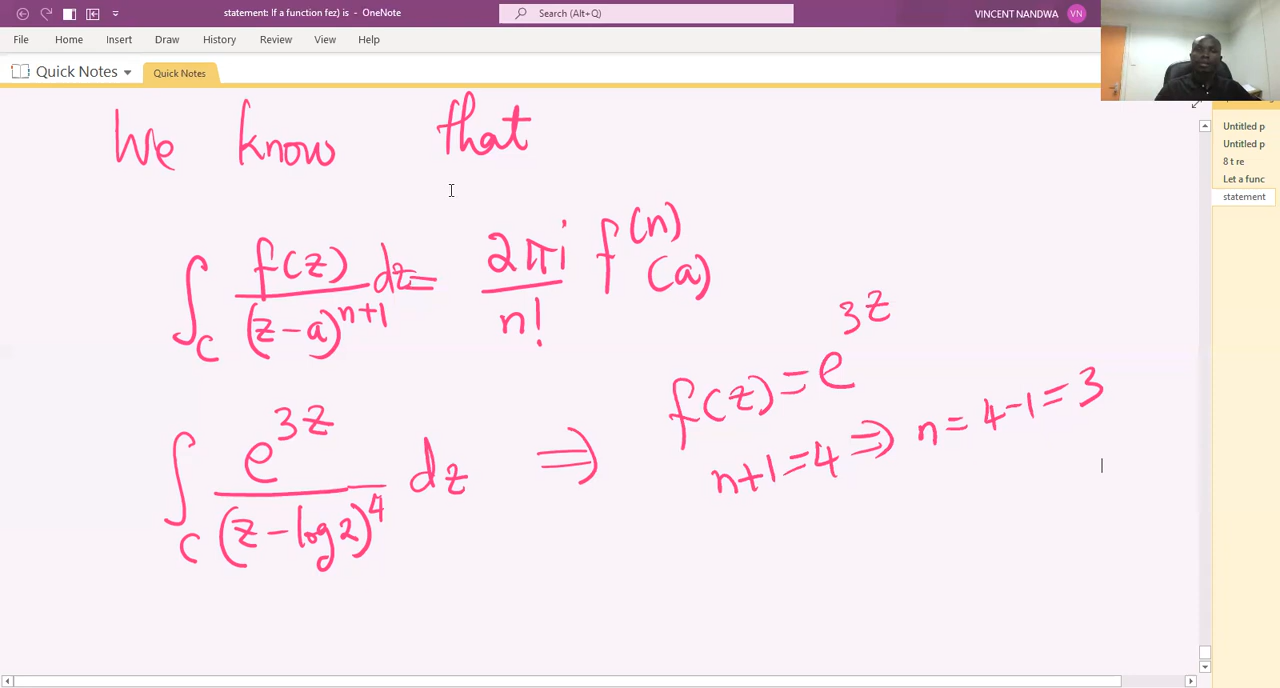 statement: If a function fez) is - OneNote
Search (Alt+Q)
VINCENT NANDWA VN
File Home Insert Draw History Review View Help
Quick Notes
Quick Notes
We know that
∫_C f(z)/(z-a)^{n+1} dz = 2πi/n! f^{(n)}(a)
f(z) = e^{3z}
∫_C e^{3z}/(z-log2)^4 dz ⇒ n+1=4 ⇒ n=4-1=3
Untitled p
Untitled p
8 t re
Let a func
statement